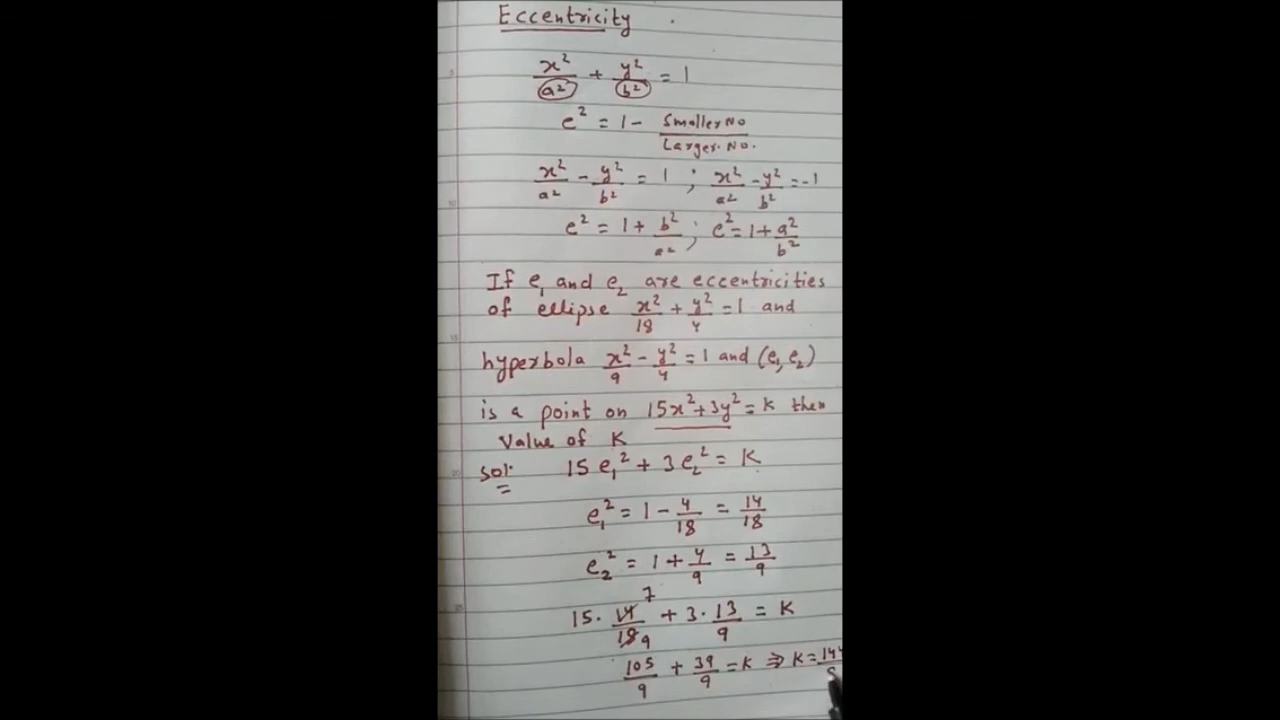 Eccentricity
x²/a² + y²/b² = 1
e² = 1 - Smaller No/Larger. No.
x²/a² - y²/b² = 1 ; x²/a² - y²/b² = -1
e² = 1 + b²/a² ; e² = 1 + a²/b²
If e₁ and e₂ are eccentricities
of ellipse x²/18 + y²/4 = 1 and
hyperbola x²/9 - y²/4 = 1 and (e₁, e₂)
is a point on 15x² + 3y² = K then
Value of K
Sol. 15 e₁² + 3 e₂² = K
e₁² = 1 - 4/18 = 14/18
e₂² = 1 + 4/9 = 13/9
7
15 . 14/18 9 + 3 . 13/9 = K
105/9 + 39/9 = K ⇒ K = 144